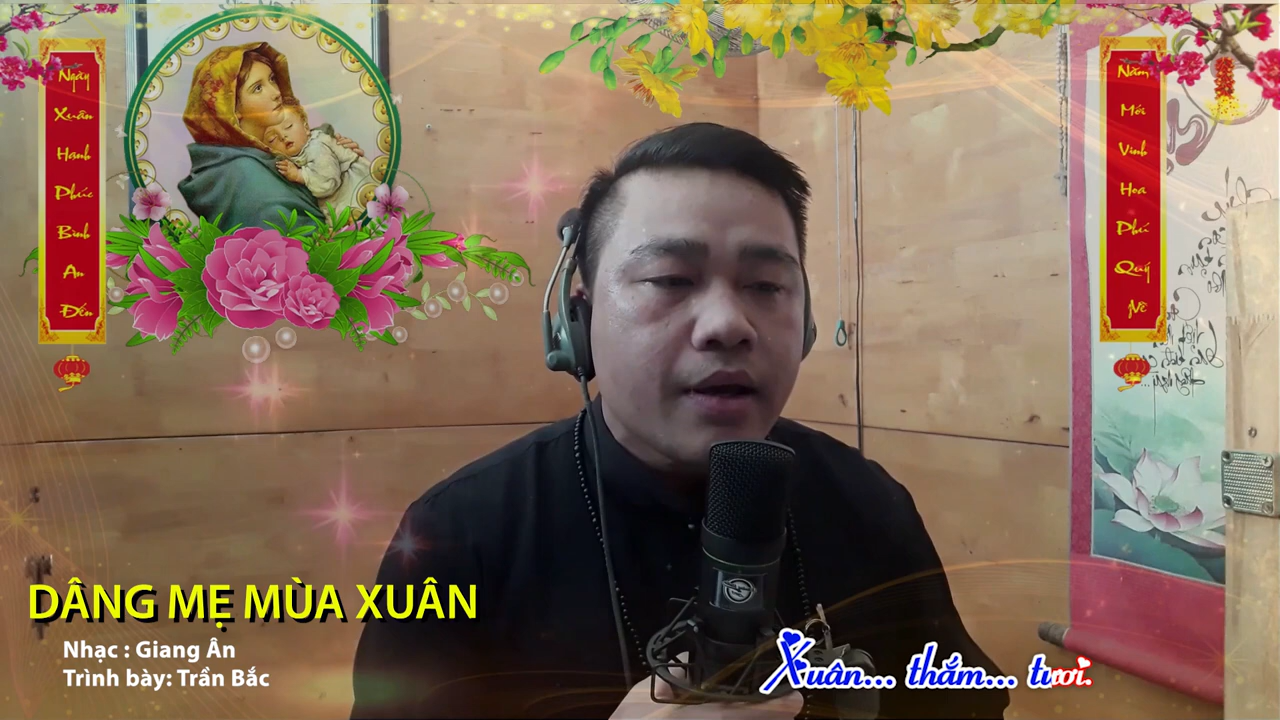 Ngày
Xuân
Hạnh
Phúc
Bình
An
Đến
Năm
Mới
Vinh
Hoa
Phú
Quý
Về
DÂNG MẸ MÙA XUÂN
Nhạc : Giang Ân
Trình bày: Trần Bắc
Xuân... thắm... tươi.